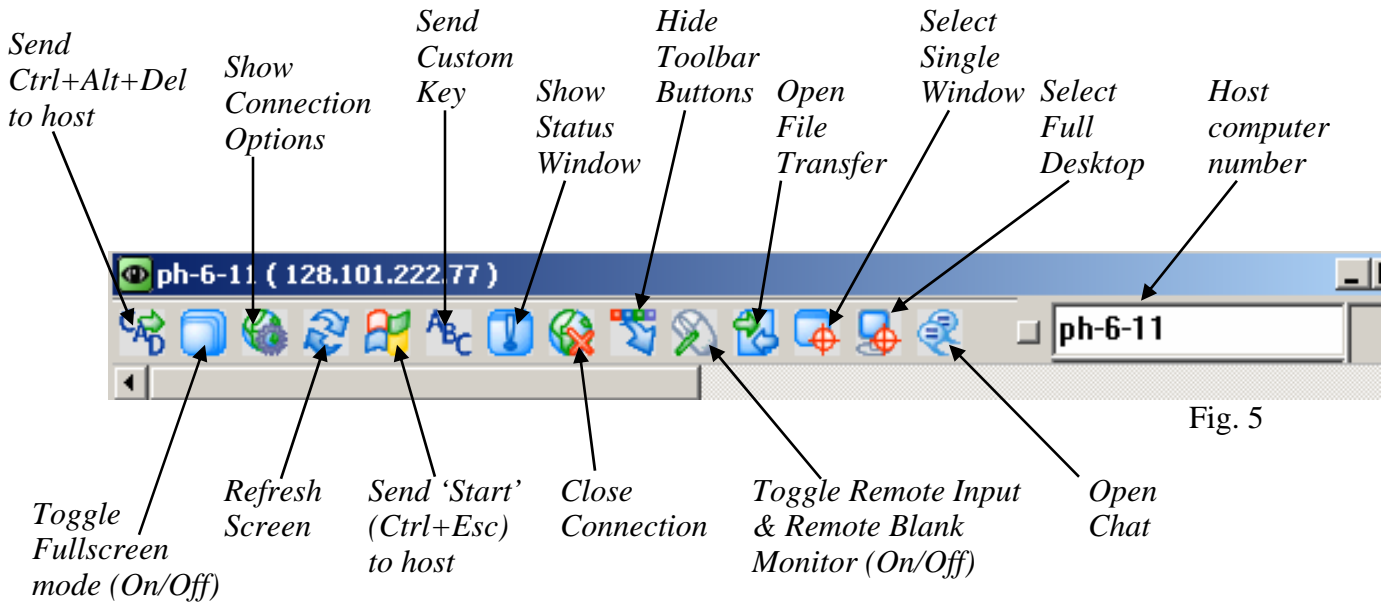 Send
Ctrl+Alt+Del
to host
Show
Connection
Options
Send
Custom
Key
Show
Status
Window
Hide
Toolbar
Buttons
Open
File
Transfer
Select
Single
Window
Select
Full
Desktop
Host
computer
number
ph-6-11 ( 128.101.222.77 )
CAD
ABC
ph-6-11
Fig. 5
Toggle
Fullscreen
mode (On/Off)
Refresh
Screen
Send ‘Start’
(Ctrl+Esc)
to host
Close
Connection
Toggle Remote Input
& Remote Blank
Monitor (On/Off)
Open
Chat